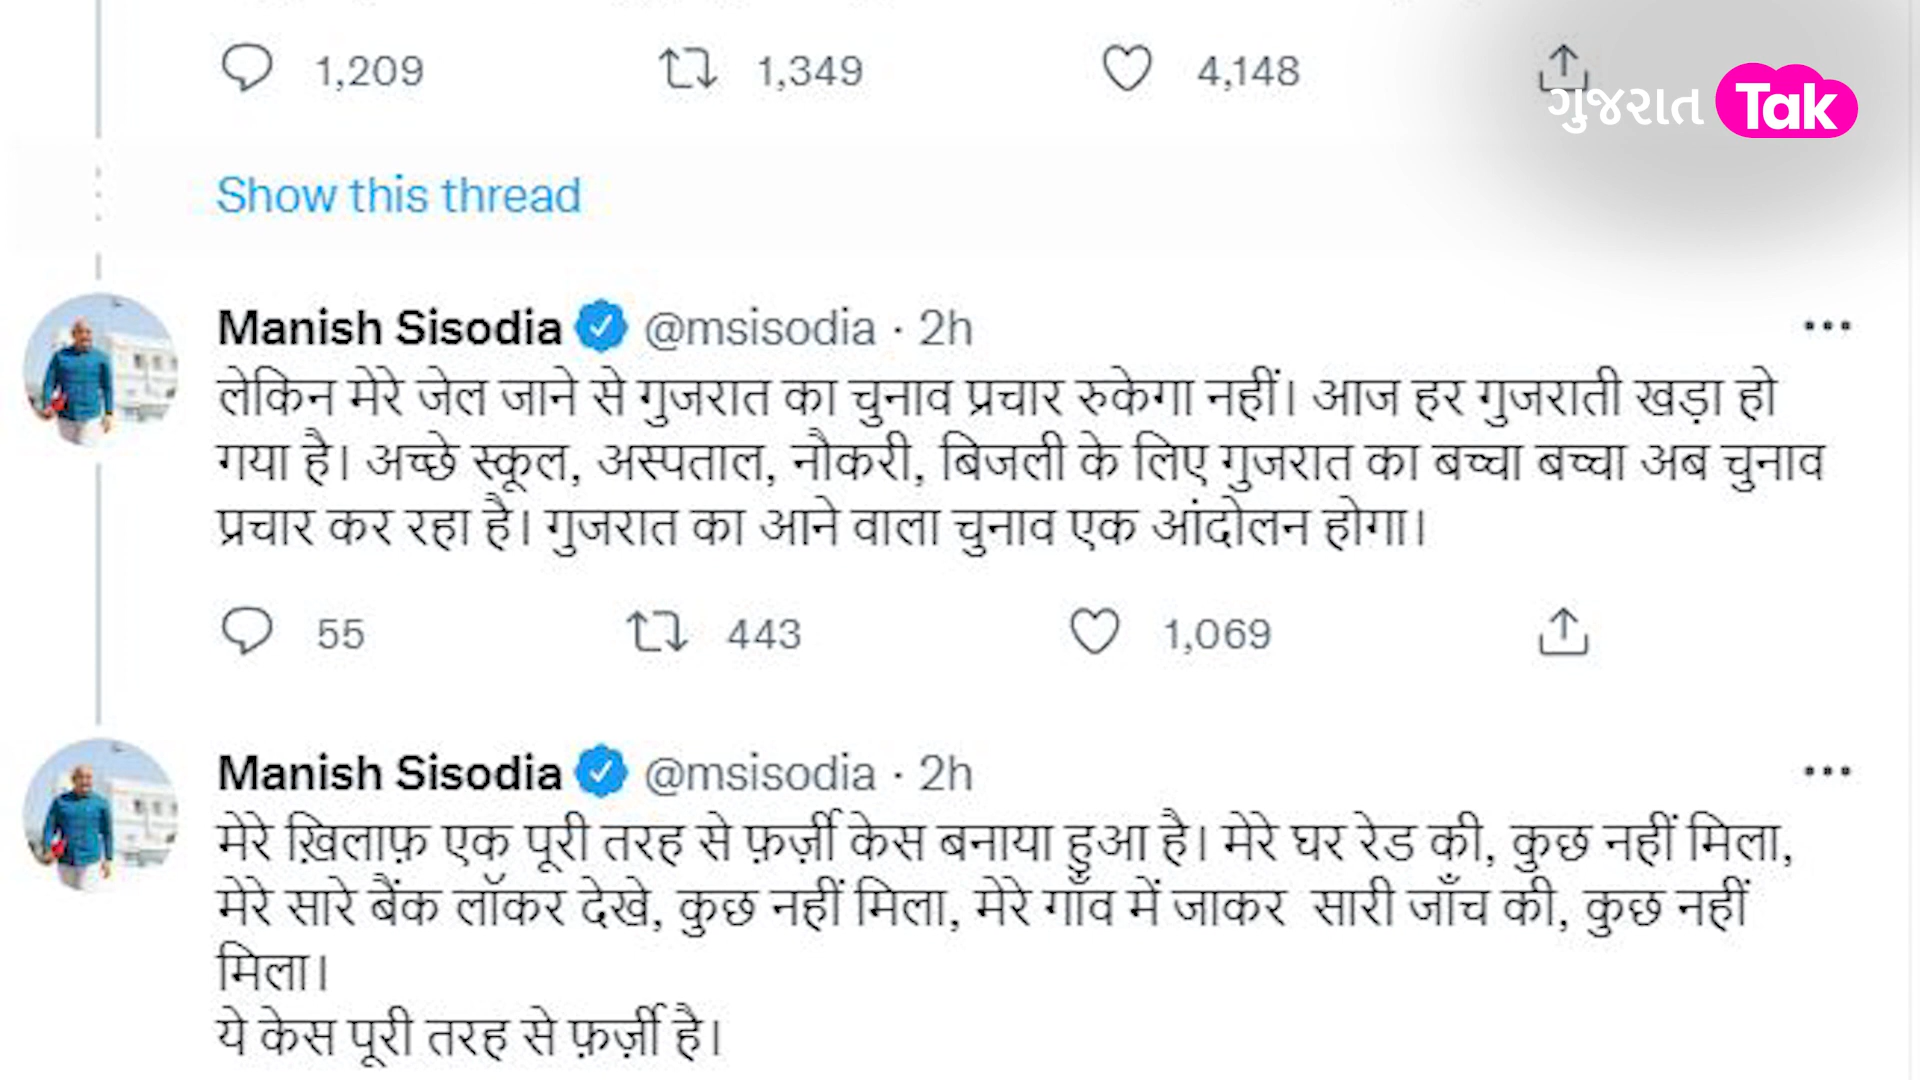 1,209 1,349 4,148
ગુજરાત Tak
Show this thread
Manish Sisodia @msisodia · 2h
लेकिन मेरे जेल जाने से गुजरात का चुनाव प्रचार रुकेगा नहीं। आज हर गुजराती खड़ा हो
गया है। अच्छे स्कूल, अस्पताल, नौकरी, बिजली के लिए गुजरात का बच्चा बच्चा अब चुनाव
प्रचार कर रहा है। गुजरात का आने वाला चुनाव एक आंदोलन होगा।
55 443 1,069
Manish Sisodia @msisodia · 2h
मेरे ख़िलाफ़ एक पूरी तरह से फ़र्ज़ी केस बनाया हुआ है। मेरे घर रेड की, कुछ नहीं मिला,
मेरे सारे बैंक लॉकर देखे, कुछ नहीं मिला, मेरे गाँव में जाकर सारी जाँच की, कुछ नहीं
मिला।
ये केस पूरी तरह से फ़र्ज़ी है।